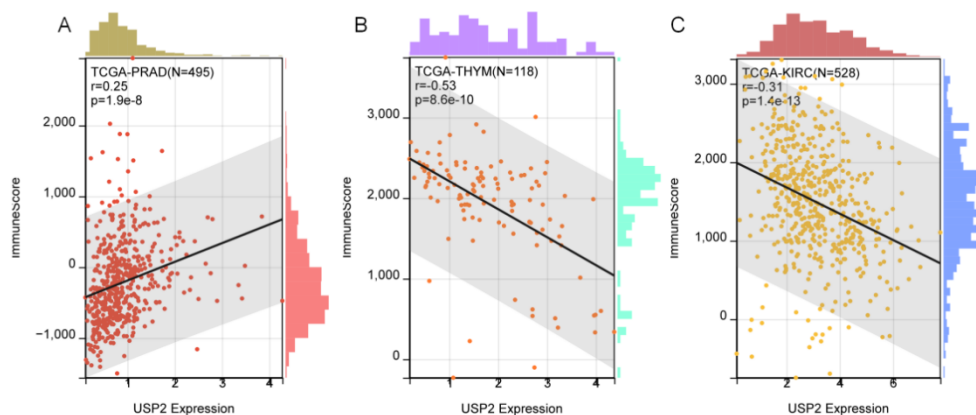 A
TCGA-PRAD(N=495)
r=0.25
p=1.9e-8
2,000
1,000
0
−1,000
immunescore
1 2 3 4
USP2 Expression
B
TCGA-THYM(N=118)
r=-0.53
p=8.6e-10
3,000
2,000
1,000
0
immunescore
1 2 3 4
USP2 Expression
C
TCGA-KIRC(N=528)
r=-0.31
p=1.4e-13
3,000
2,000
1,000
0
immunescore
2 4 6
USP2 Expression